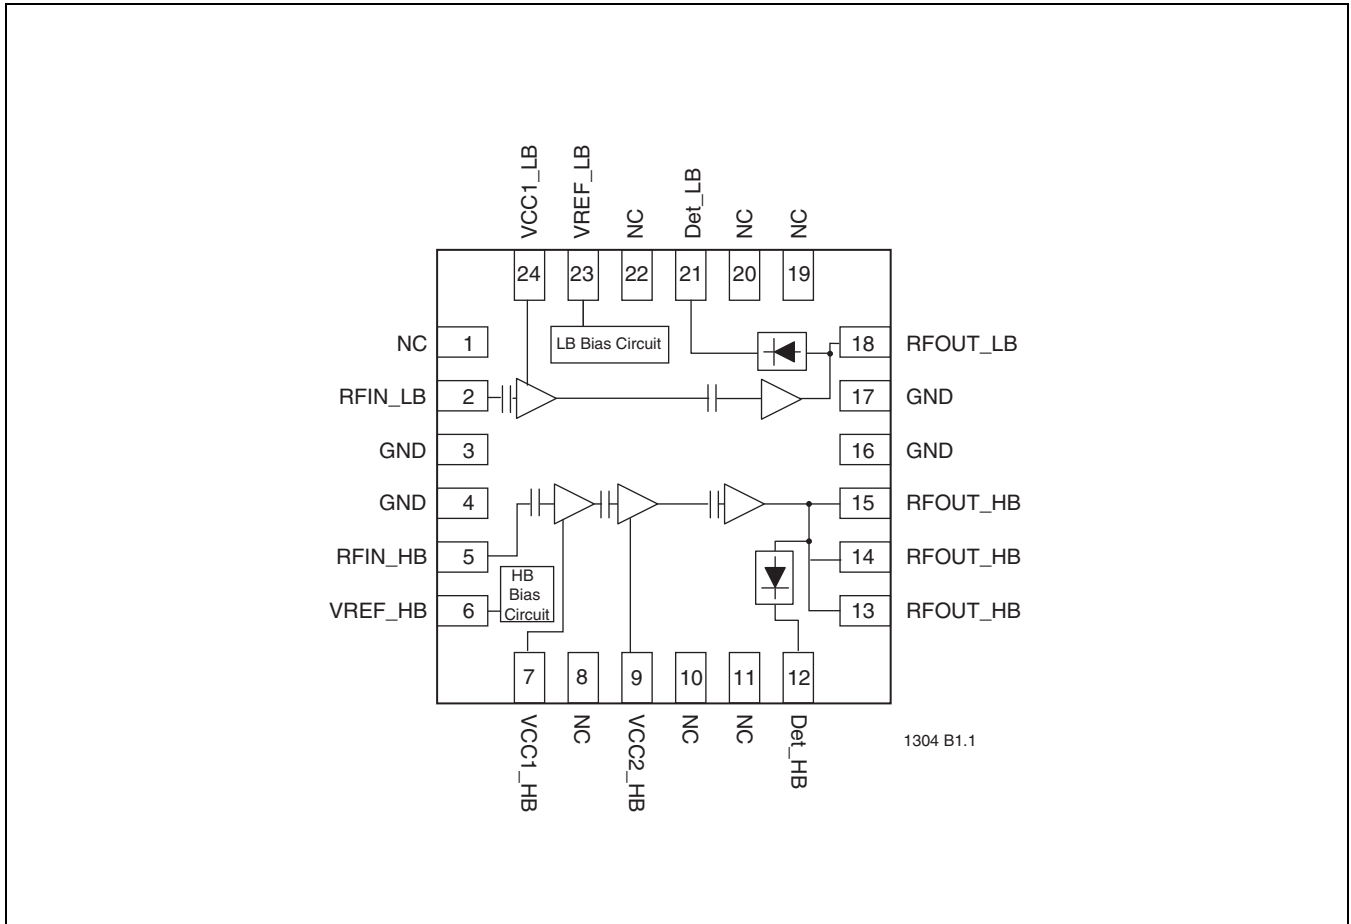 VCC1_LB
VREF_LB
NC
Det_LB
NC
NC
24
23
22
21
20
19
NC
1
LB Bias Circuit
18
RFOUT_LB
RFIN_LB
2
17
GND
GND
3
16
GND
GND
4
15
RFOUT_HB
RFIN_HB
5
14
RFOUT_HB
HB
Bias
Circuit
VREF_HB
6
13
RFOUT_HB
7
8
9
10
11
12
VCC1_HB
NC
VCC2_HB
NC
NC
Det_HB
1304 B1.1